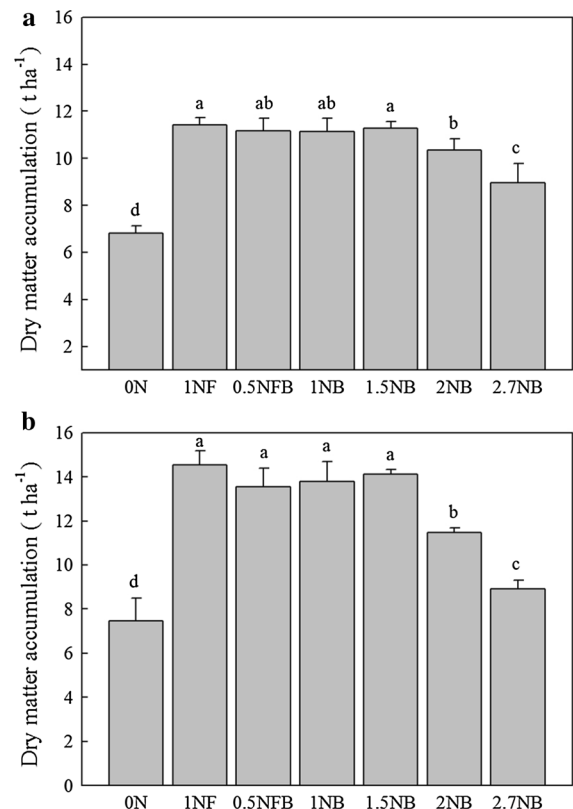 a
Dry matter accumulation ( t ha⁻¹ )
16
14
12
10
8
6
4
2
d
a
ab
ab
a
b
c
0N 1NF 0.5NFB 1NB 1.5NB 2NB 2.7NB
b
Dry matter accumulation ( t ha⁻¹ )
16
14
12
10
8
6
4
2
0
d
a
a
a
a
b
c
0N 1NF 0.5NFB 1NB 1.5NB 2NB 2.7NB